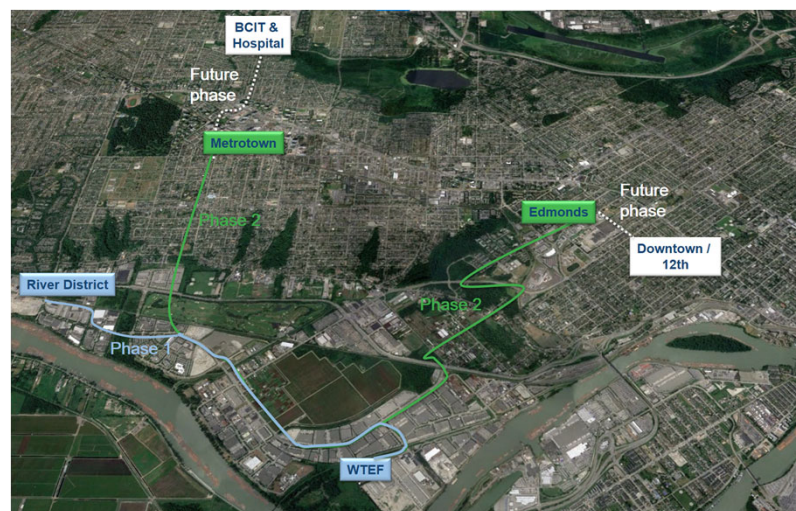 BCIT &
Hospital
Future
phase
Metrotown
Phase 2
Future
phase
Edmonds
Downtown /
12th
River District
Phase 2
Phase 1
WTEF